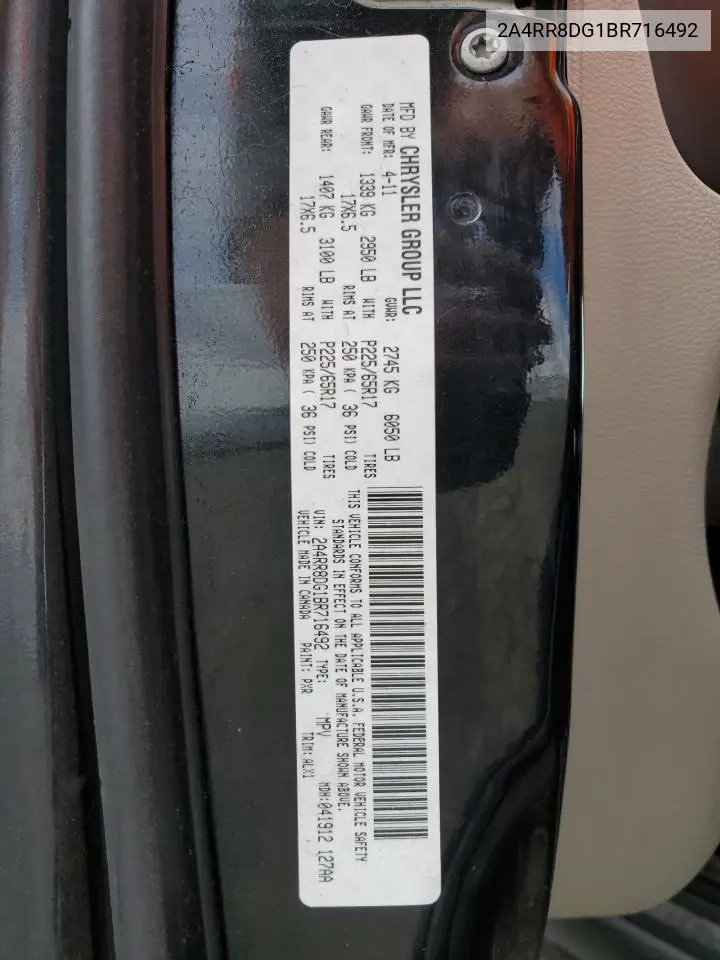 2A4RR8DG1BR716492
MFD BY CHRYSLER GROUP LLC
DATE OF MFR: 4-11 GVWR: 2745 KG 6050 LB
GAWR FRONT: 1339 KG 2950 LB WITH P225/65R17 TIRES
17X6.5 RIMS AT 250 KPA ( 36 PSI) COLD
GAWR REAR: 1407 KG 3100 LB WITH P225/65R17 TIRES
17X6.5 RIMS AT 250 KPA ( 36 PSI) COLD
THIS VEHICLE CONFORMS TO ALL APPLICABLE U.S.A. FEDERAL MOTOR VEHICLE SAFETY
STANDARDS IN EFFECT ON THE DATE OF MANUFACTURE SHOWN ABOVE.
VIN: 2A4RR8DG1BR716492 TYPE: MPV MDH:041912 127AA
VEHICLE MADE IN CANADA PAINT: PXR TRIM: ALX1